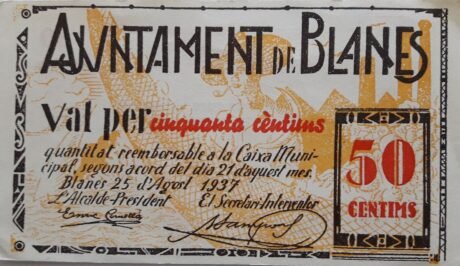 AJUNTAMENT DE BLANES
Val per cinquanta cèntims
quantitat reemborsable a la Caixa Muni-
cipal, segons acord del dia 21 d'aquest mes.
Blanes 25 d'Agost 1937
L'Alcalde-President El Secretari-Interventor
50
CENTIMS